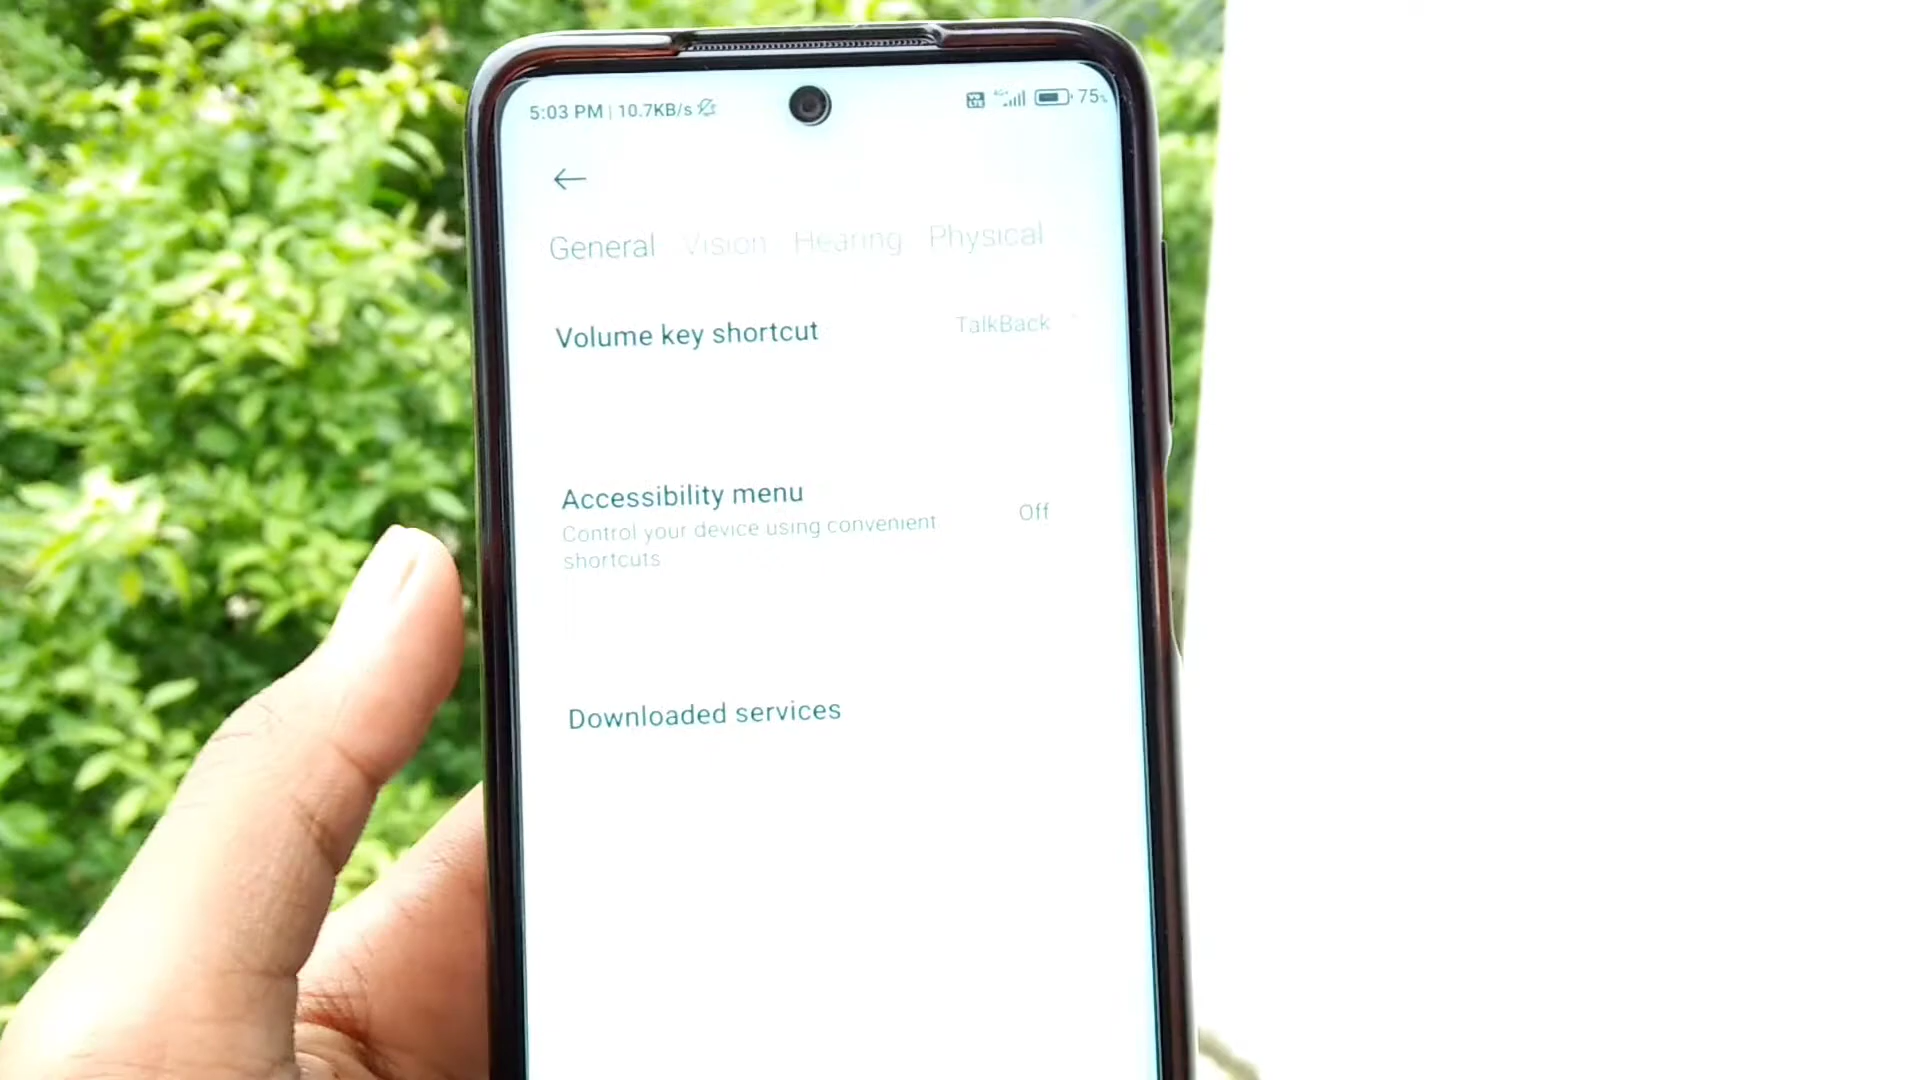 5:03 PM | 10.7KB/s 75%
General Vision Hearing Physical
Volume key shortcut TalkBack
Accessibility menu
Control your device using convenient
shortcuts
Off
Downloaded services